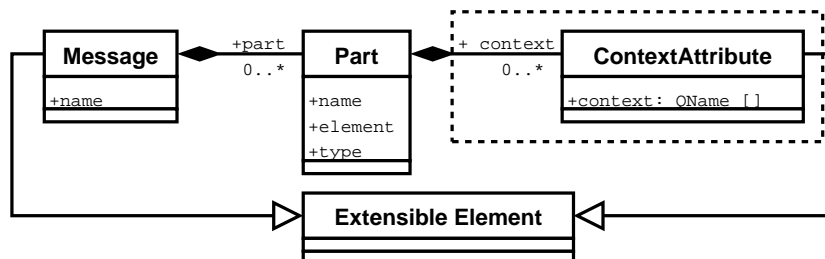 Message
+part
0..*
Part
+ context
0..*
ContextAttribute
+name
+name
+element
+type
+context: QName []
Extensible Element